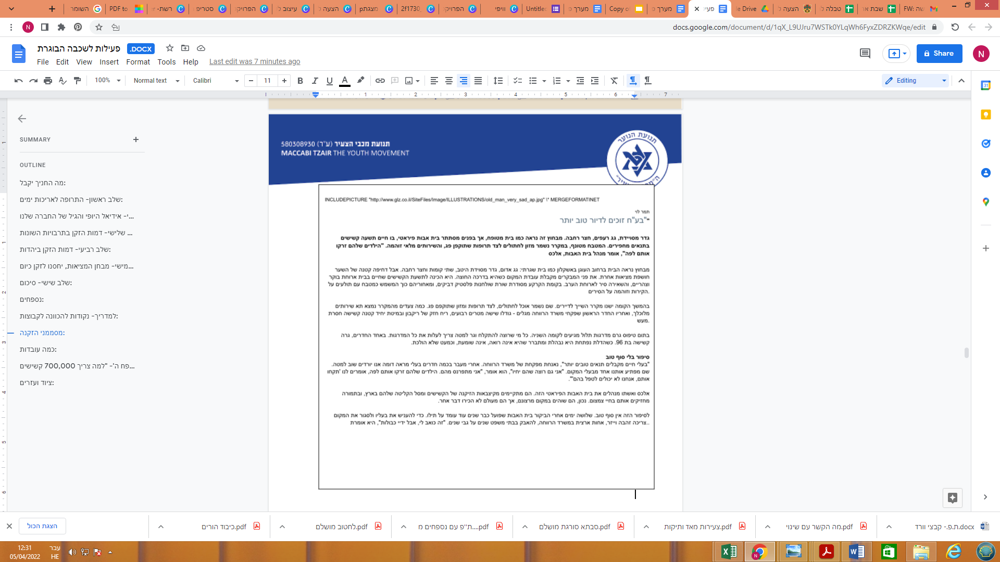 השומר
PDF to
רשת-
סטריפ
הפרויק
עיצוב ל
הצעה ל
מצגתק
2f1730_
הפרויק
וויפי
Untitled
מערך פ
Copy of
מערך פ
פעי
le Drive
הצעה ל
טבלה ל
שבת אר
FW: שה
docs.google.com/document/d/1qX_L9UJru7WSTk0YLqWh6FyxZDRZKWqe/edit
פעילות לשכבה הבוגרת .DOCX
File Edit View Insert Format Tools Help Last edit was 7 minutes ago
Share
N
100% Normal text Calibri 11 Editing
SUMMARY
OUTLINE
מה החניך יקבל:
שלב ראשון- התרופה לאריכות ימים:
י- אידיאל היופי והגיל של החברה שלנו...
שלישי- דמות הזקן בתרבויות השונות ...
שלב רביעי- דמות הזקן ביהדות:
מישי- מבחן המציאות, יחסנו לזקן כיום...
שלב שישי- סיכום:
נספחים:
למדריך- נקודות להכוונה לקבוצות:
מסממני הזקנה:
כמה עובדות:
פח ה'- "למה צריך 700,000 קשישים...
ציוד ועזרים:
תנועת מכבי הצעיר (ע"ר) 580308930
MACCABI TZAIR THE YOUTH MOVEMENT
תנועת הנוער
INCLUDEPICTURE "http://www.glz.co.il/SiteFiles/Image/ILLUSTRATIONS/old_man_very_sad_ap.jpg" \* MERGEFORMATINET
תמר לוי
""בע"ח זוכים לדיור טוב יותר
גדר מסויידת, גג רעפים, חצר רחבה. מבחוץ זה נראה כמו בית מטופח, אך בפנים מסתתר בית אבות פיראטי, בו חיים תשעה קשישים
בתנאים מחפירים. המטבח מטונף, במקרר נשמר מזון לחתולים לצד תרופות שתוקפן פג, והשירותים מלאי זוהמה. "הילדים שלהם זרקו
אותם לפה", אומר מנהל בית האבות, אלכס
מבחוץ נראה הבית ברחוב העוגן באשקלון כמו בית שגרתי: גג אדום, גדר מסוידת היטב, שתי קומות וחצר רחבה. אבל דחיפה קטנה של השער
חושפת מציאות אחרת. את פני המבקרים מקבלת עובדת המקום כשהיא בדרכה החוצה. היא הכינה לתשעת הקשישים שחיים בבית ארוחת בוקר
וצהריים, והשאירה סיר לארוחת הערב. בקומת הקרקע מסודרת שורת שולחנות פלסטיק דביקים, ומאחוריהם כוך המשמש כמטבח עם תולעים על
הקירות וזוהמה על הסירים.
בהמשך הקומה ישנו מקרר השייך לדיירים. שם נשמר אוכל לחתולים, לצד תרופות ומזון שתוקפם פג. כמה צעדים מהמקרר נמצא תא שירותים
מלוכלך, ואחריו החדר הראשון שפקחי משרד הרווחה מגלים - גודלו שישה מטרים רבועים, ריח חזק של ריקבון ובמיטת יחיד קטנה קשישה חסרת
מעש.
בתום טיפוס גרם מדרגות תלול מגיעים לקומה השניה. כל מי שרוצה להתקלח וגר למטה צריך לעלות את כל המדרגות. באחד החדרים, גרה
קשישה בת 96. כשהדלת נפתחת היא נבהלת ומתברר שהיא אינה רואה, אינה שומעת, וכמעט שלא הולכת.
סיפור בלי סוף טוב
"בעלי חיים מקבלים תנאים טובים יותר", נאנחת מפקחת של משרד הרווחה. אחרי מעבר בכמה חדרים בעלי מראה דומה אנו יורדים שוב למטה.
שם מפתיע אותנו אחד מבעלי המקום. "אני גם רוצה שהם יחיו", הוא אומר, "אני מתפרנס מהם. הילדים שלהם זרקו אותם לפה, אומרים לנו 'תקחו
אותם, אנחנו לא יכולים לטפל בהם'".
אלכס ואשתו מנהלים את בית האבות הפיראטי הזה. הם מתקיימים מקיצבאות הזיקנה של הקשישים ומסל הקליטה שלהם בארץ, ובתמורה
מחזיקים אותם בחיי צמצום. נכון, הם שוהים במקום מרצונם, אך הם מעולם לא הכירו דבר אחר.
לסיפור הזה אין סוף טוב. שלושה ימים אחרי הביקור בית האבות שפועל כבר שנים עוד עומד על תילו. כדי להעניש את בעליו ולסגור את המקום
צריכה זהבה וייזר, אחות ארצית במשרד הרווחה, להאבק בבתי משפט שנים על גבי שנים. "זה כואב לי, אבל ידיי כבולות", היא אומרת..
הצגת הכול
כיבוד הורים.pdf
לחטוב מושלם.pdf
ת"פ עם נספחים מ....pdf
סבתא סורגת מושלם.pdf
צעירות מאד ותיקות.pdf
מה הקשר עם שינוי.pdf
ת.פ.- קבצי וורד.docx
12:31
05/04/2022
עבר
HE